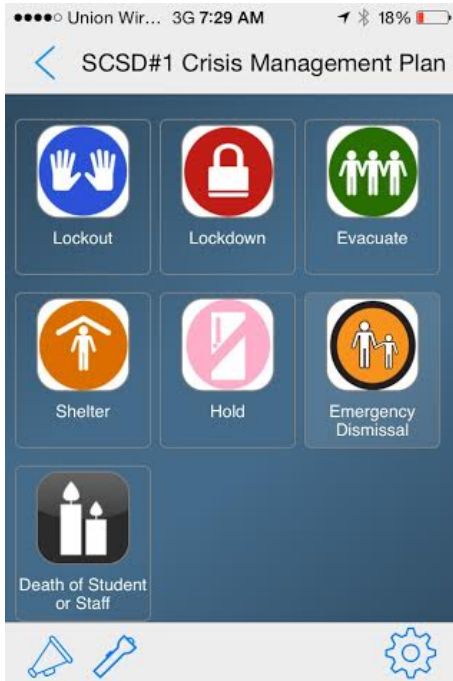 Union Wir... 3G 7:29 AM 18%
SCSD#1 Crisis Management Plan
Lockout Lockdown Evacuate
Shelter Hold Emergency
Dismissal
Death of Student
or Staff